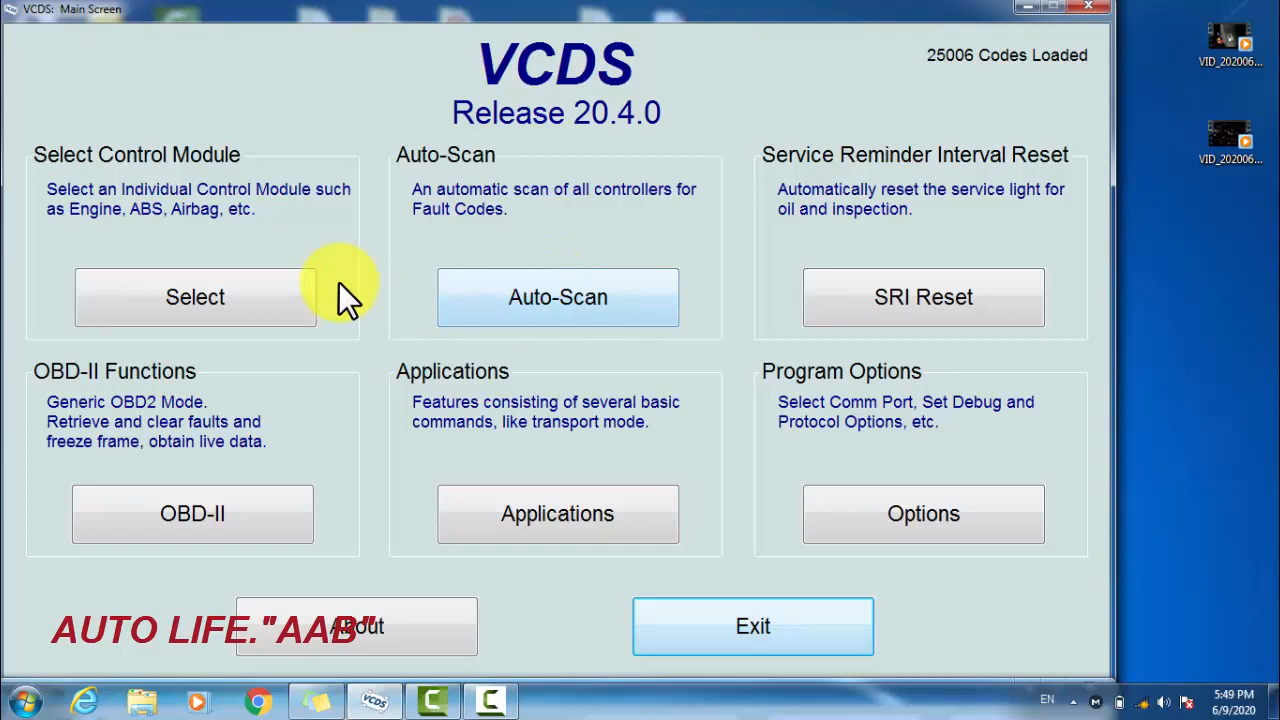 VCDS: Main Screen
VCDS
Release 20.4.0
25006 Codes Loaded
Select Control Module
Select an Individual Control Module such
as Engine, ABS, Airbag, etc.
Select
Auto-Scan
An automatic scan of all controllers for
Fault Codes.
Auto-Scan
Service Reminder Interval Reset
Automatically reset the service light for
oil and inspection.
SRI Reset
OBD-II Functions
Generic OBD2 Mode.
Retrieve and clear faults and
freeze frame, obtain live data.
OBD-II
Applications
Features consisting of several basic
commands, like transport mode.
Applications
Program Options
Select Comm Port, Set Debug and
Protocol Options, etc.
Options
AUTO LIFE."AAB"
About
Exit
VID_202006...
VID_202006...
VCDS
EN
5:49 PM
6/9/2020